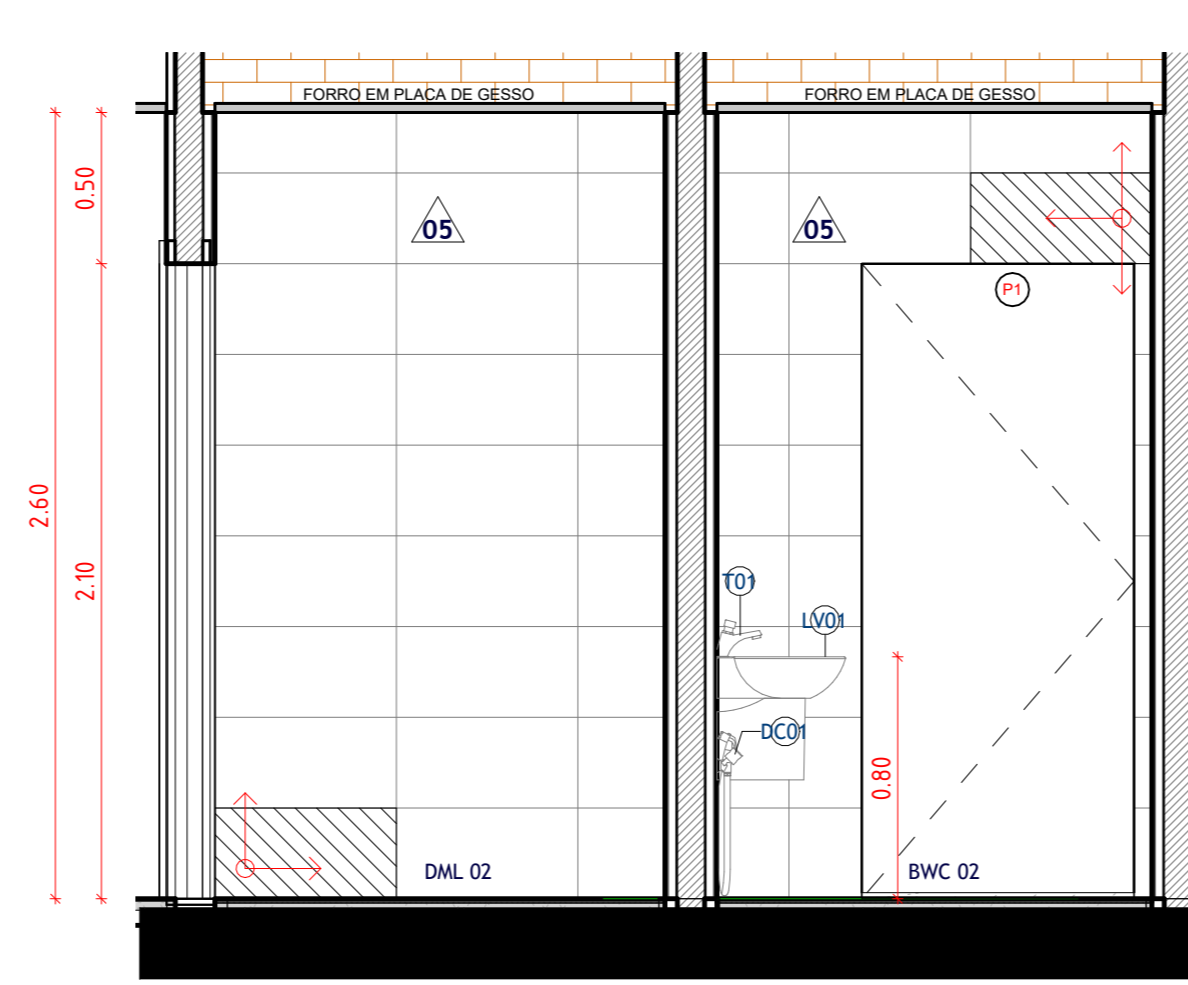 FORRO EM PLACA DE GESSO
FORRO EM PLACA DE GESSO
0.50
05
05
P1
2.60
2.10
T01
LV01
DC01
0.80
DML 02
BWC 02